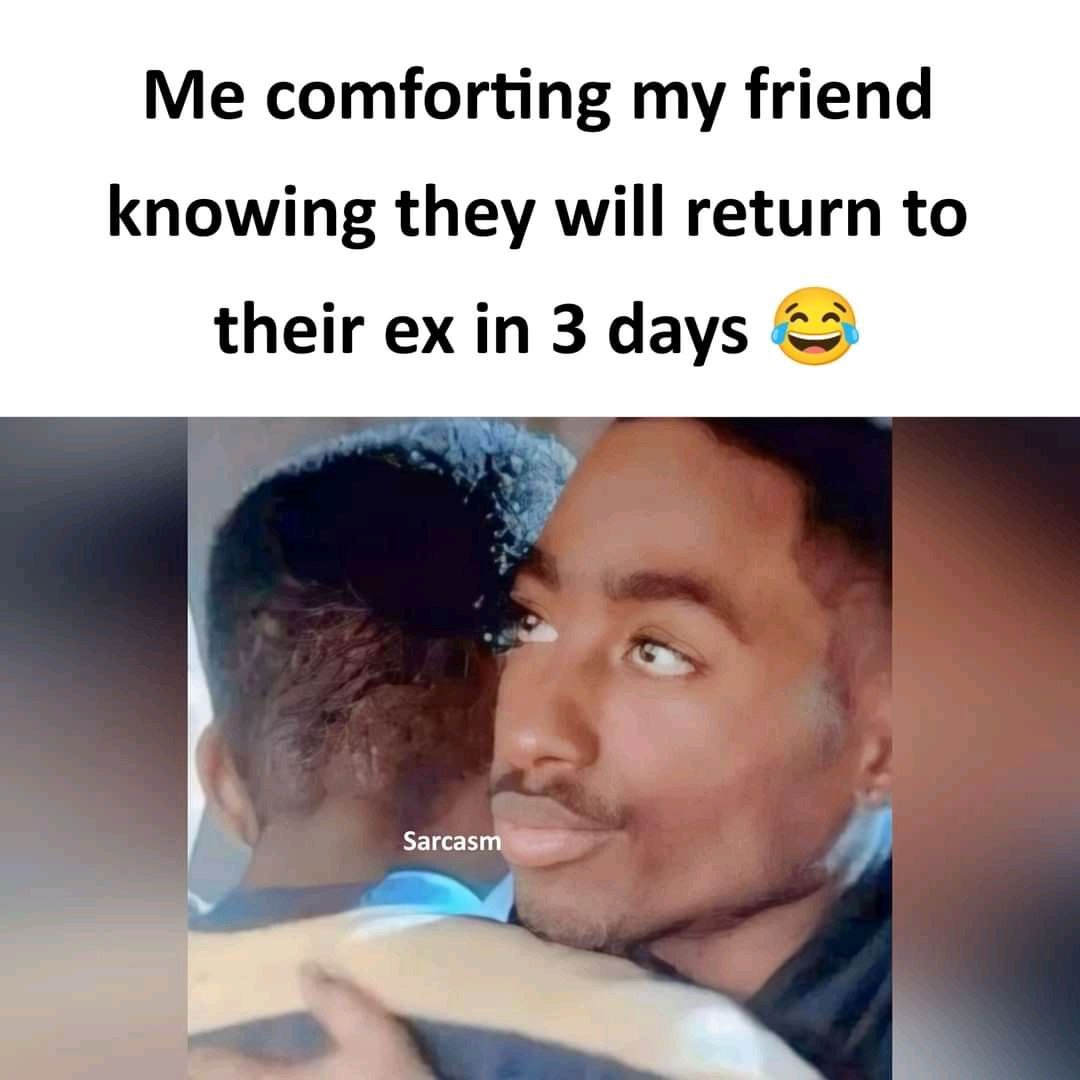 Me comforting my friend
knowing they will return to
their ex in 3 days 😂
Sarcasm